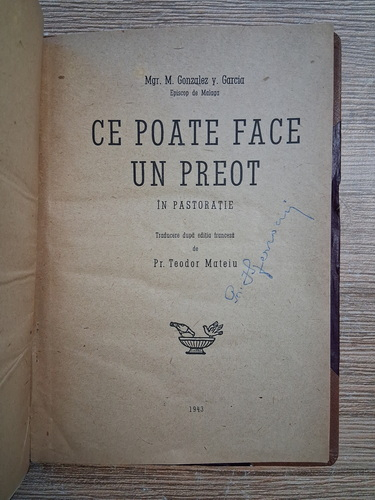 Mgr. M. Gonzalez y. Garcia
Episcop de Malaga
CE POATE FACE
UN PREOT
ÎN PASTORAȚIE
Traducere după ediția franceză
de
Pr. Teodor Mateiu
1943